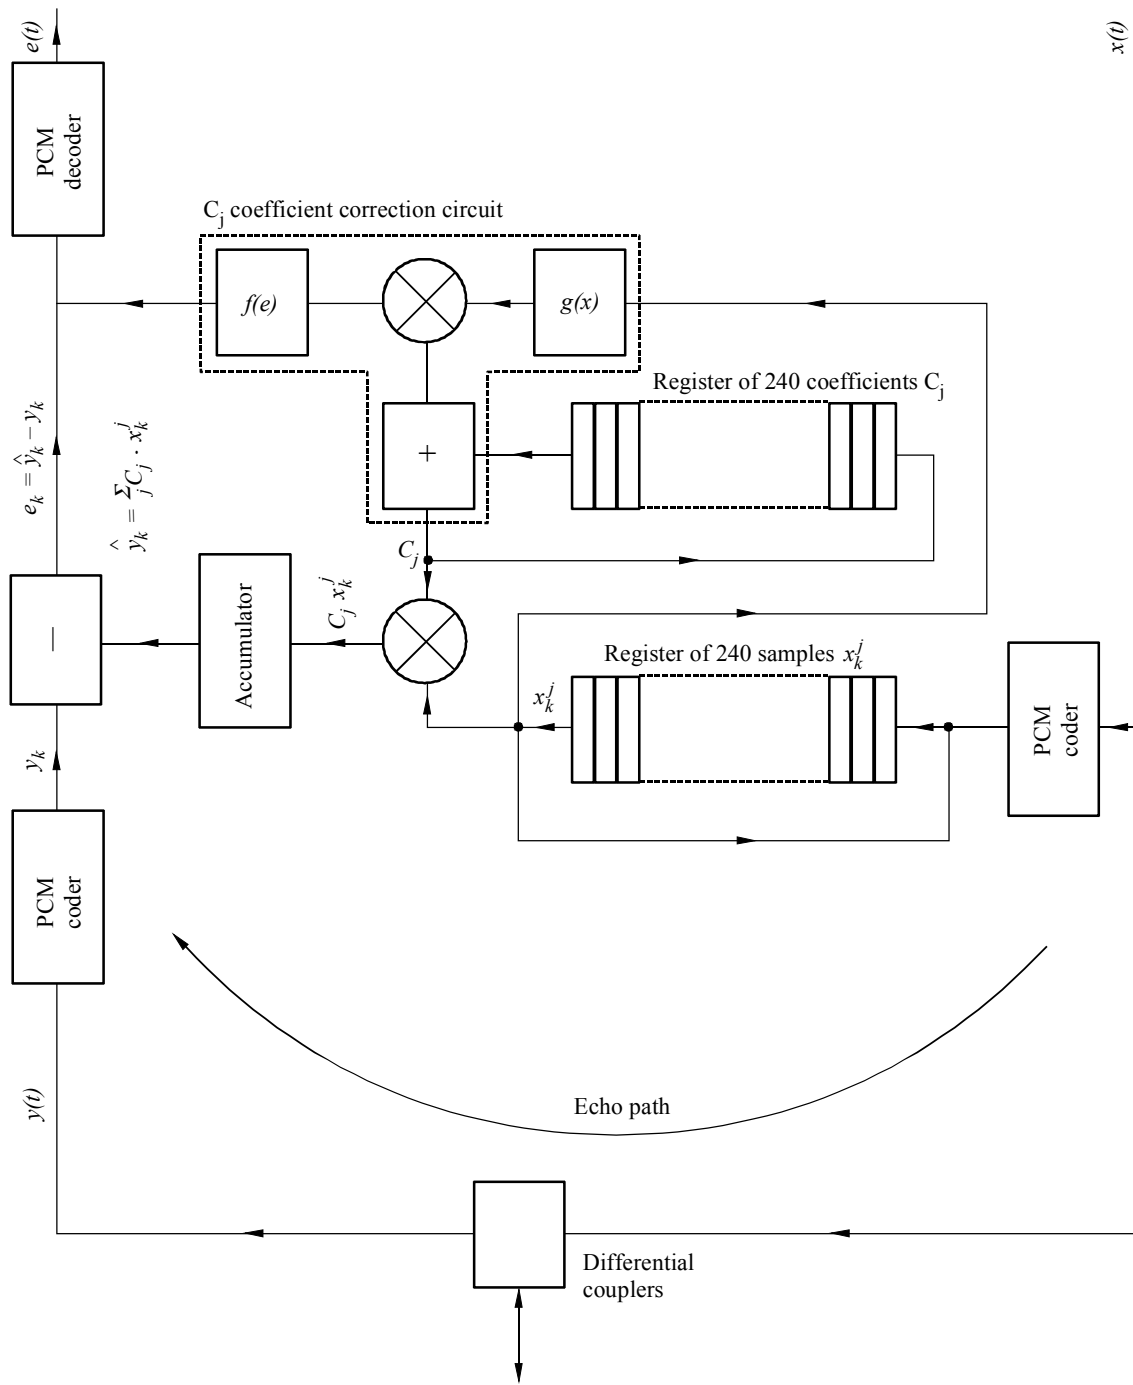 e(t)
x(t)
PCM
decoder
C_j coefficient correction circuit
f(e)
g(x)
Register of 240 coefficients C_j
+
e_k = ŷ_k – y_k
ŷ_k = Σ_j C_j · x_k^j
C_j
–
Accumulator
C_j x_k^j
Register of 240 samples x_k^j
x_k^j
PCM
coder
y_k
PCM
coder
y(t)
Echo path
Differential
couplers